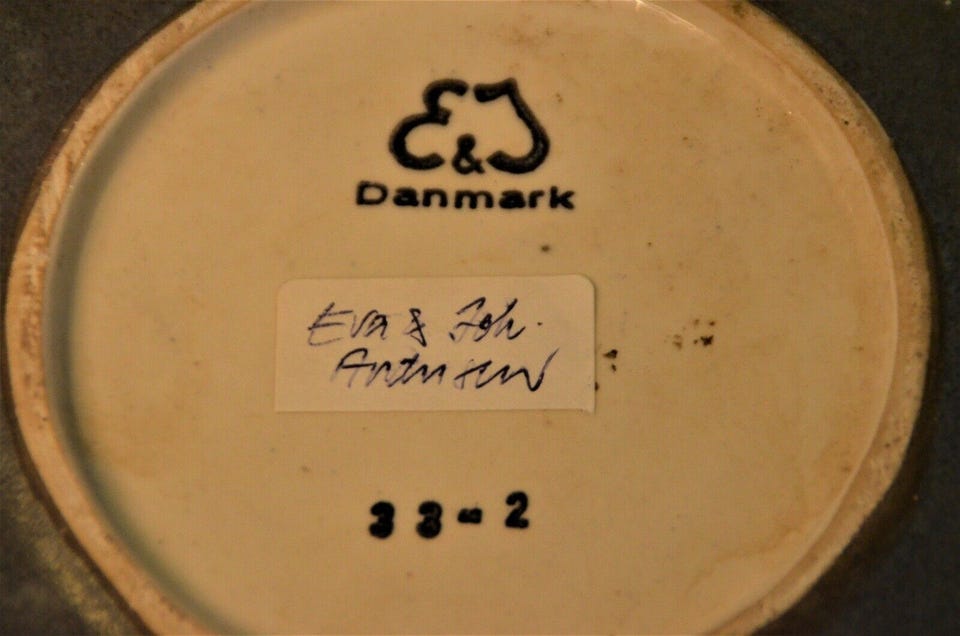 E & J
Danmark
Eva & Joh.
Andersen
33-2